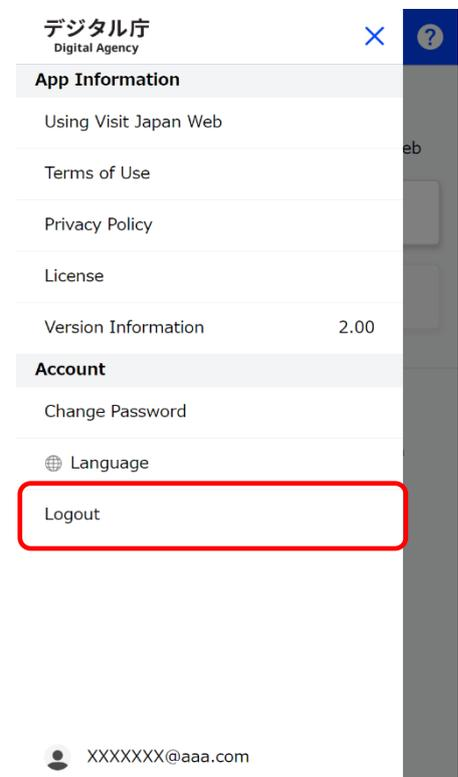 デジタル庁
Digital Agency
App Information
Using Visit Japan Web
eb
Terms of Use
Privacy Policy
License
Version Information 2.00
Account
Change Password
Language
Logout
XXXXXXX@aaa.com